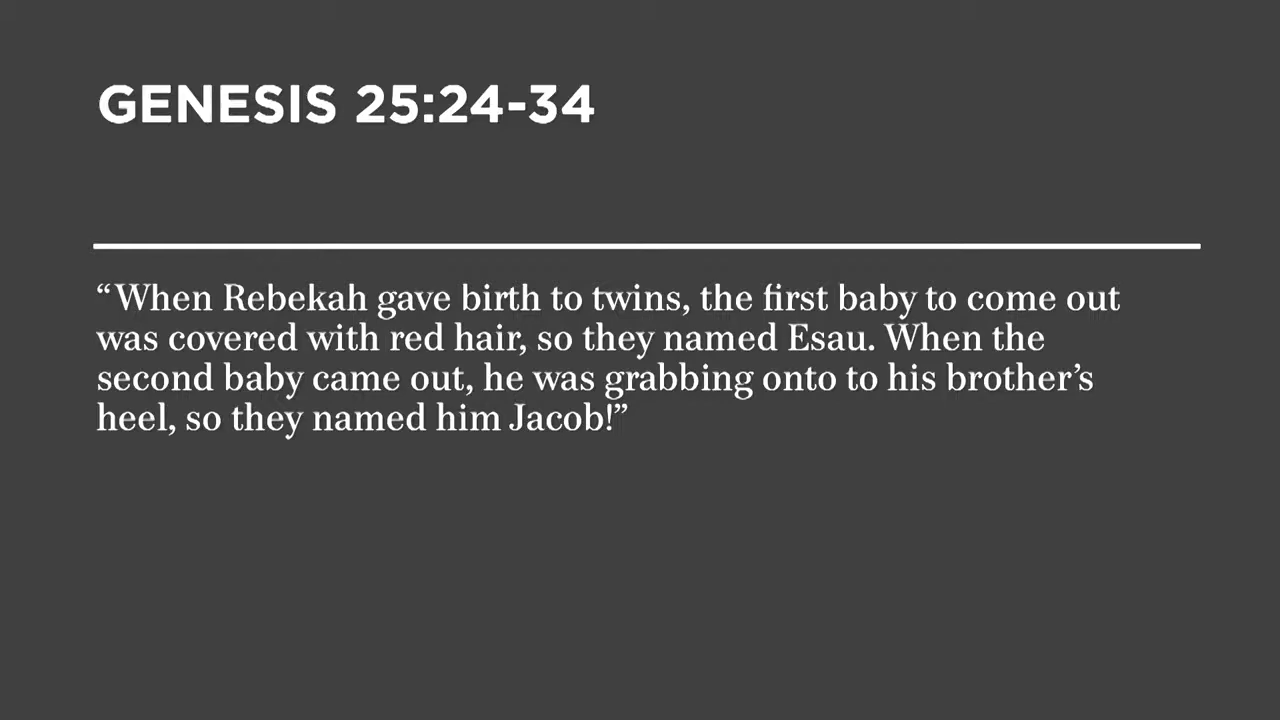 GENESIS 25:24-34
“When Rebekah gave birth to twins, the first baby to come out
was covered with red hair, so they named Esau. When the
second baby came out, he was grabbing onto to his brother’s
heel, so they named him Jacob!”